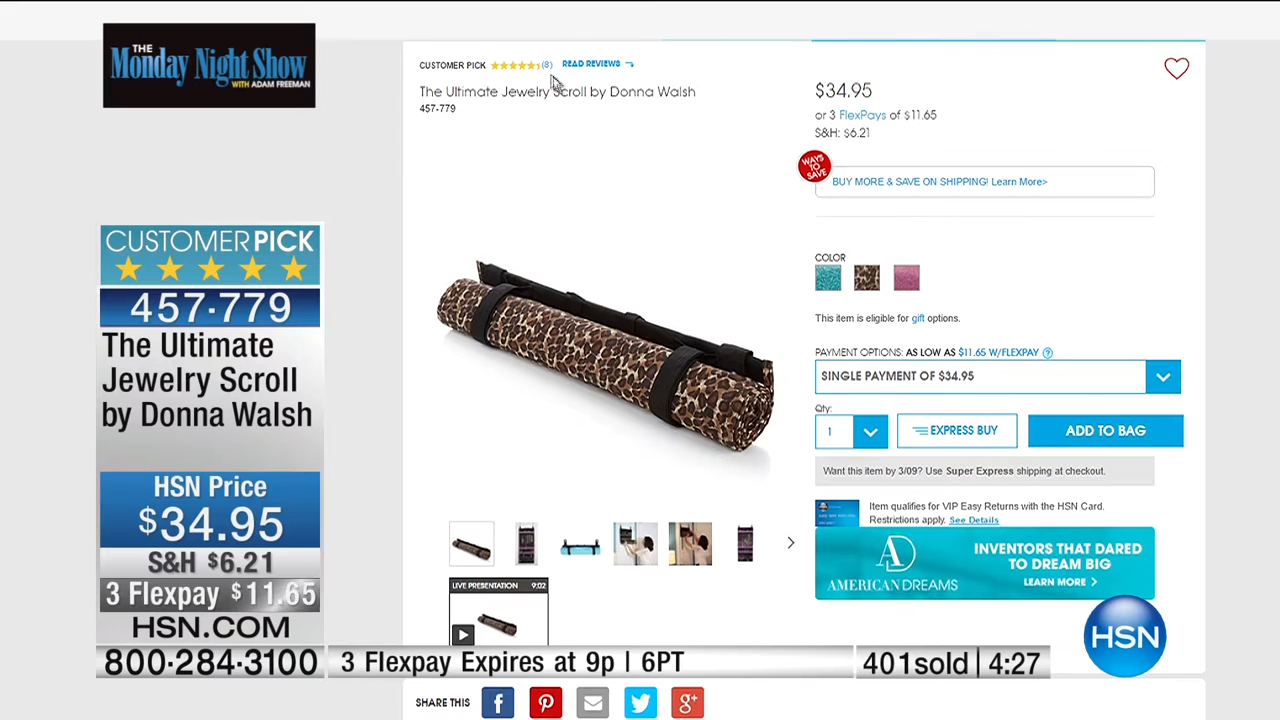 THE
Monday Night Show
WITH ADAM FREEMAN
CUSTOMER PICK
457-779
The Ultimate
Jewelry Scroll
by Donna Walsh
HSN Price
$34.95
S&H $6.21
3 Flexpay $11.65
HSN.COM
800-284-3100
CUSTOMER PICK (8) READ REVIEWS
The Ultimate Jewelry Scroll by Donna Walsh
457-779
LIVE PRESENTATION 9:02
$34.95
or 3 FlexPays of $11.65
S&H: $6.21
WAYS
TO
SAVE
BUY MORE & SAVE ON SHIPPING! Learn More>
COLOR
This item is eligible for gift options.
PAYMENT OPTIONS: AS LOW AS $11.65 W/FLEXPAY ?
SINGLE PAYMENT OF $34.95
Qty:
1
EXPRESS BUY
ADD TO BAG
Want this item by 3/09? Use Super Express shipping at checkout.
Item qualifies for VIP Easy Returns with the HSN Card.
Restrictions apply. See Details
AD
AMERICAN DREAMS
INVENTORS THAT DARED
TO DREAM BIG
LEARN MORE >
HSN
3 Flexpay Expires at 9p | 6PT
401 sold | 4:27
SHARE THIS f g+